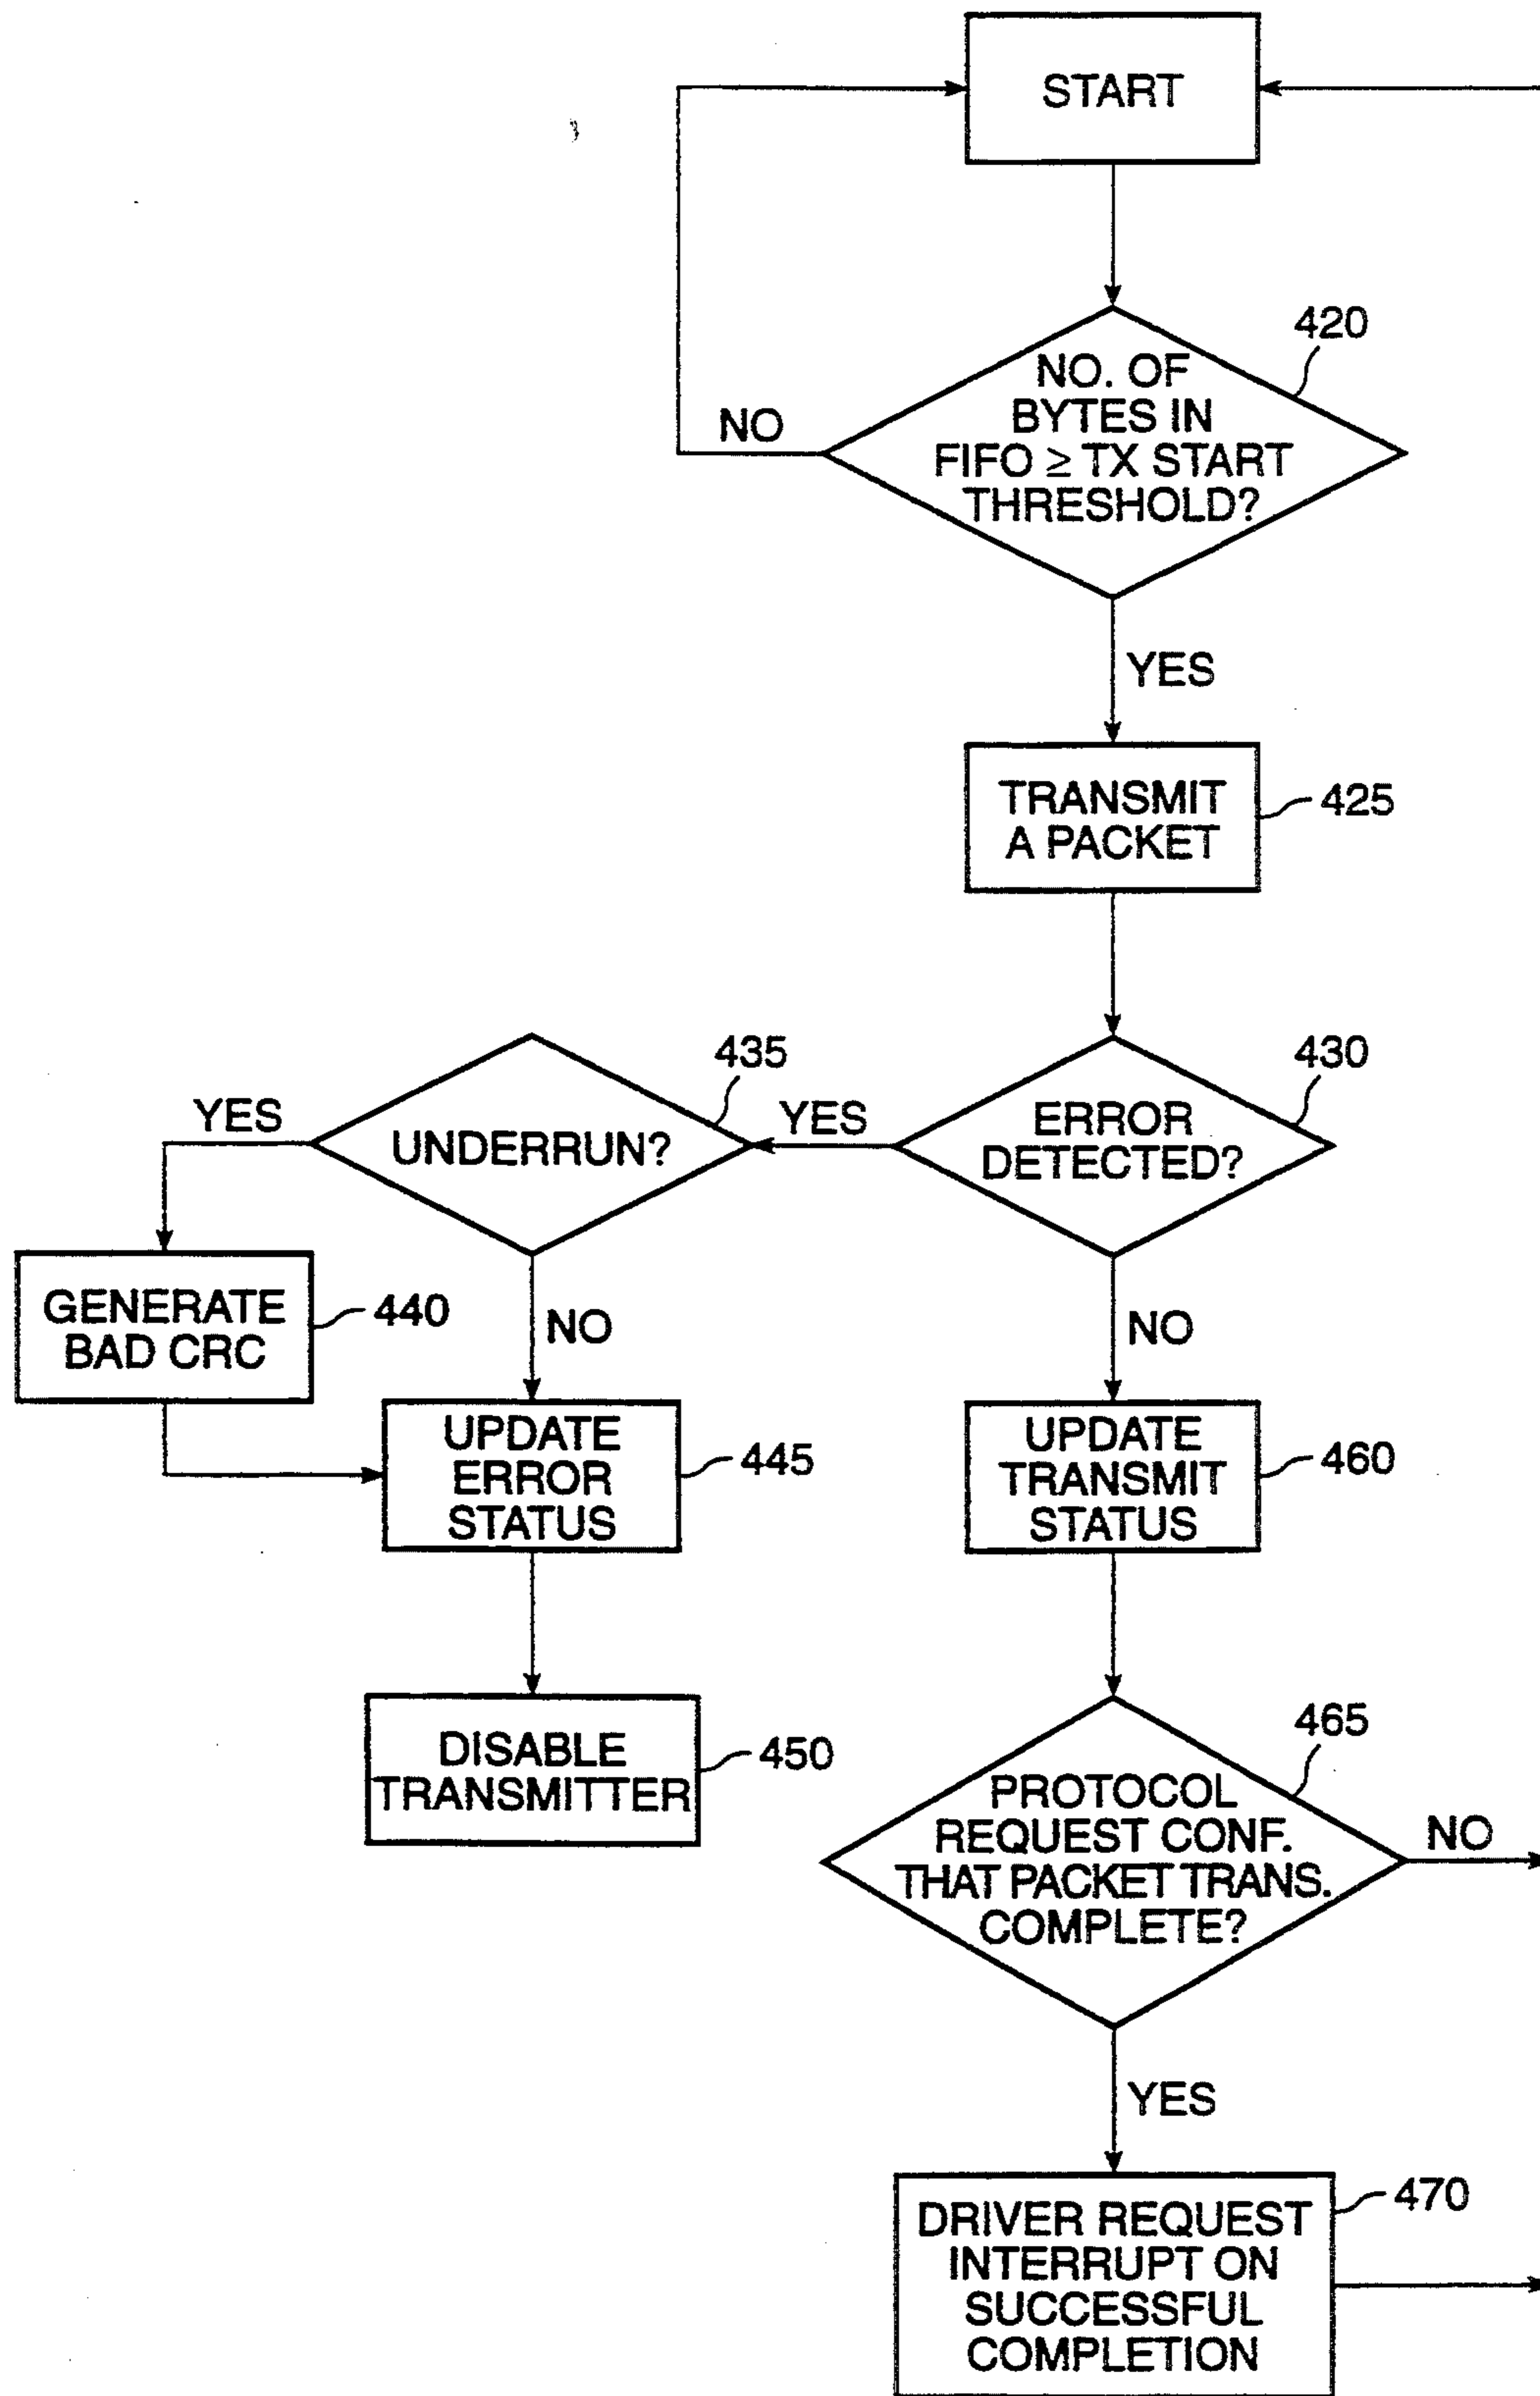 START
420
NO. OF
BYTES IN
FIFO ≥ TX START
THRESHOLD?
NO
YES
TRANSMIT
A PACKET
425
435
430
YES
UNDERRUN?
YES
ERROR
DETECTED?
GENERATE
BAD CRC
440
NO
NO
UPDATE
ERROR
STATUS
445
UPDATE
TRANSMIT
STATUS
460
DISABLE
TRANSMITTER
450
465
PROTOCOL
REQUEST CONF.
THAT PACKET TRANS.
COMPLETE?
NO
YES
DRIVER REQUEST
INTERRUPT ON
SUCCESSFUL
COMPLETION
470